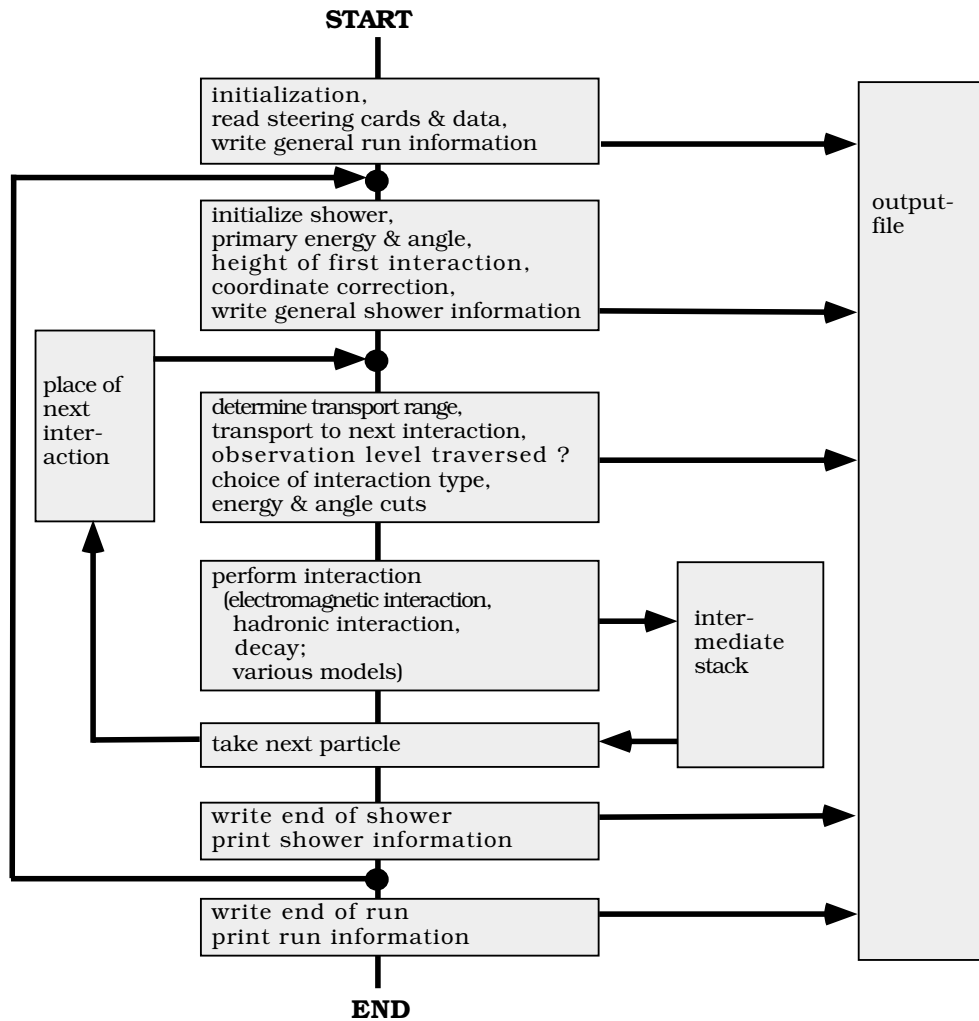 START
initialization,
read steering cards & data,
write general run information
output-
file
initialize shower,
primary energy & angle,
height of first interaction,
coordinate correction,
write general shower information
place of
next
inter-
action
determine transport range,
transport to next interaction,
observation level traversed ?
choice of interaction type,
energy & angle cuts
perform interaction
(electromagnetic interaction,
hadronic interaction,
decay;
various models)
inter-
mediate
stack
take next particle
write end of shower
print shower information
write end of run
print run information
END